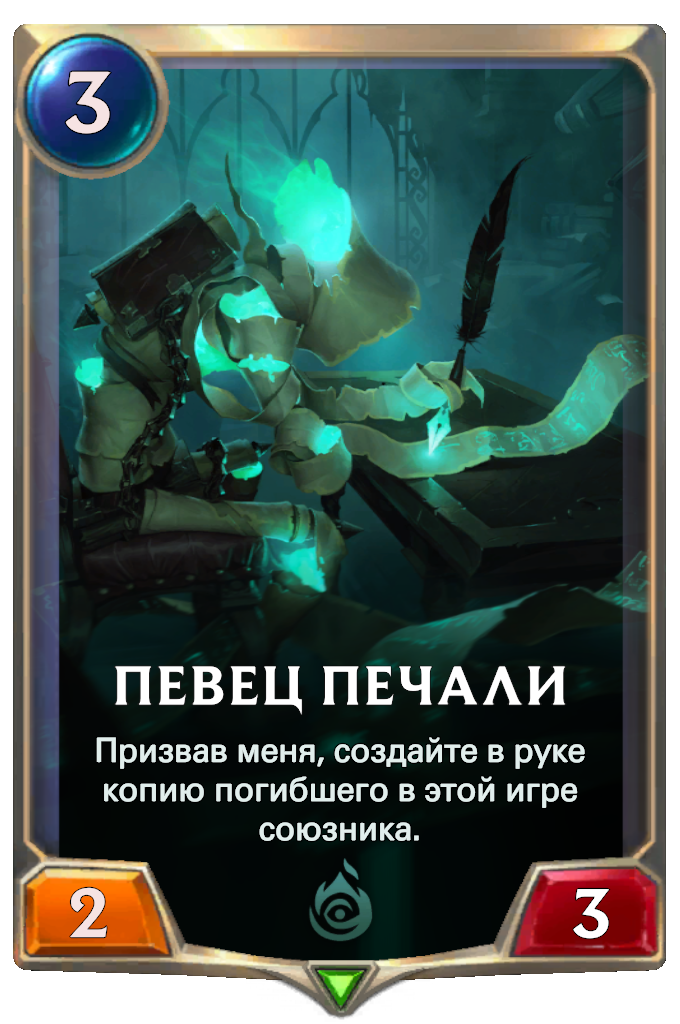 3
ПЕВЕЦ ПЕЧАЛИ
Призвав меня, создайте в руке
копию погибшего в этой игре
союзника.
2
3